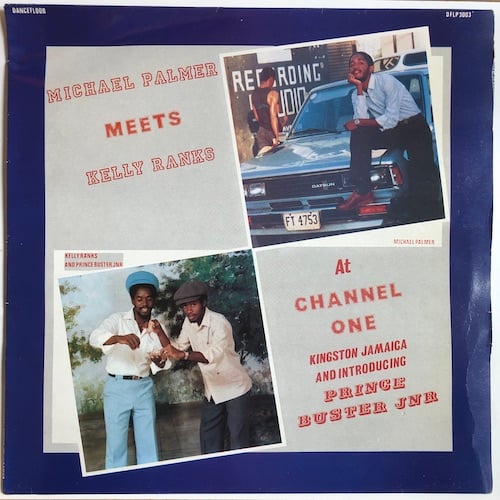 DANCEFLOOR
DFLP3003
MICHAEL PALMER
MEETS
KELLY RANKS
RECORDING
DATSUN
FT 4753
MICHAEL PALMER
KELLY RANKS
AND PRINCE BUSTER JNR
At
CHANNEL
ONE
KINGSTON JAMAICA
AND INTRODUCING
PRINCE
BUSTER JNR